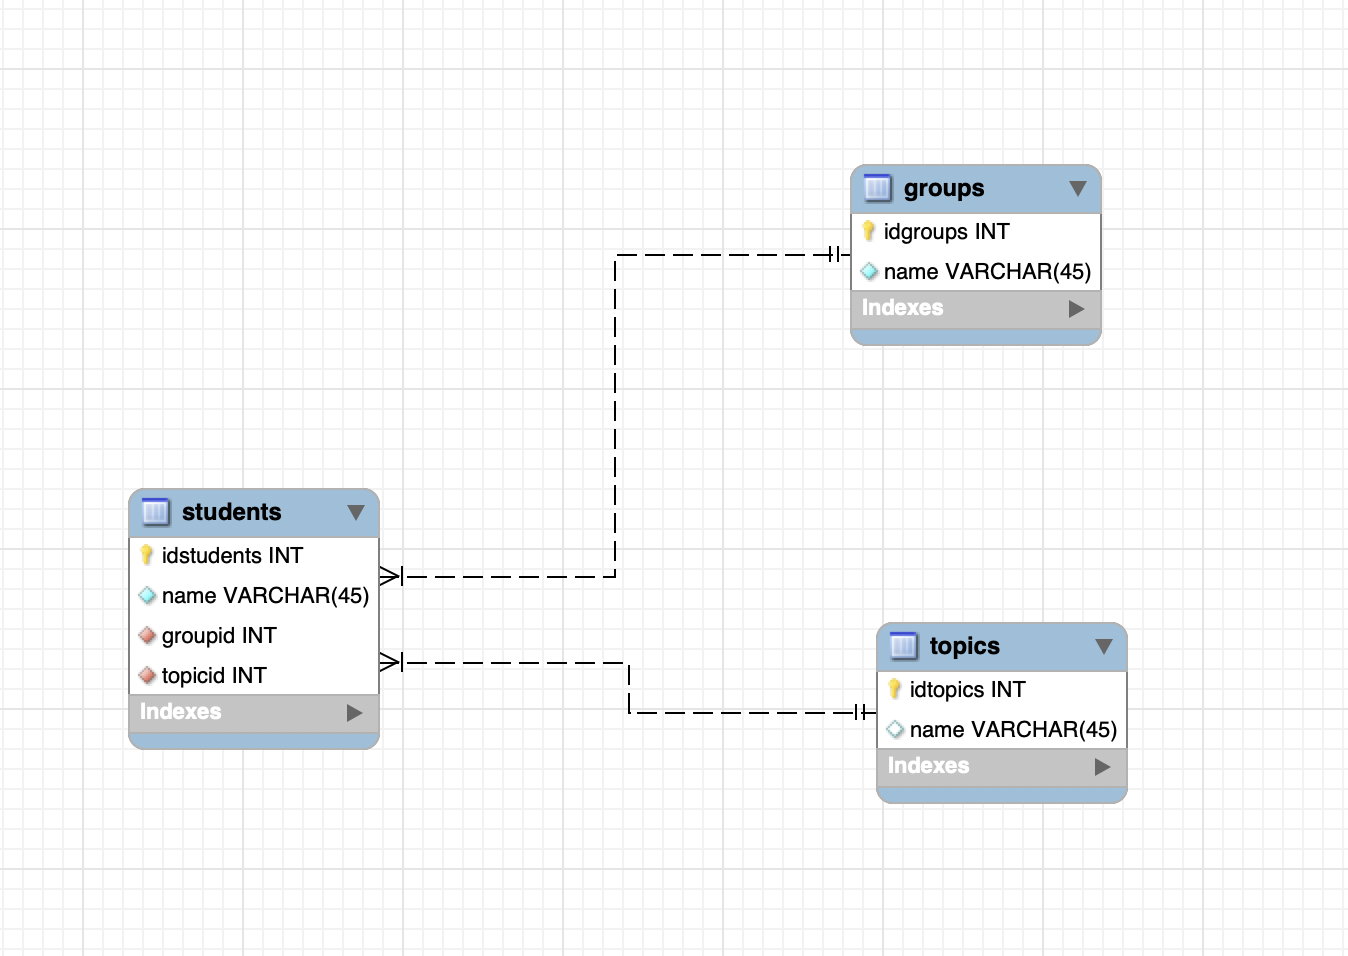 groups
idgroups INT
name VARCHAR(45)
Indexes
students
idstudents INT
name VARCHAR(45)
groupid INT
topicid INT
Indexes
topics
idtopics INT
name VARCHAR(45)
Indexes